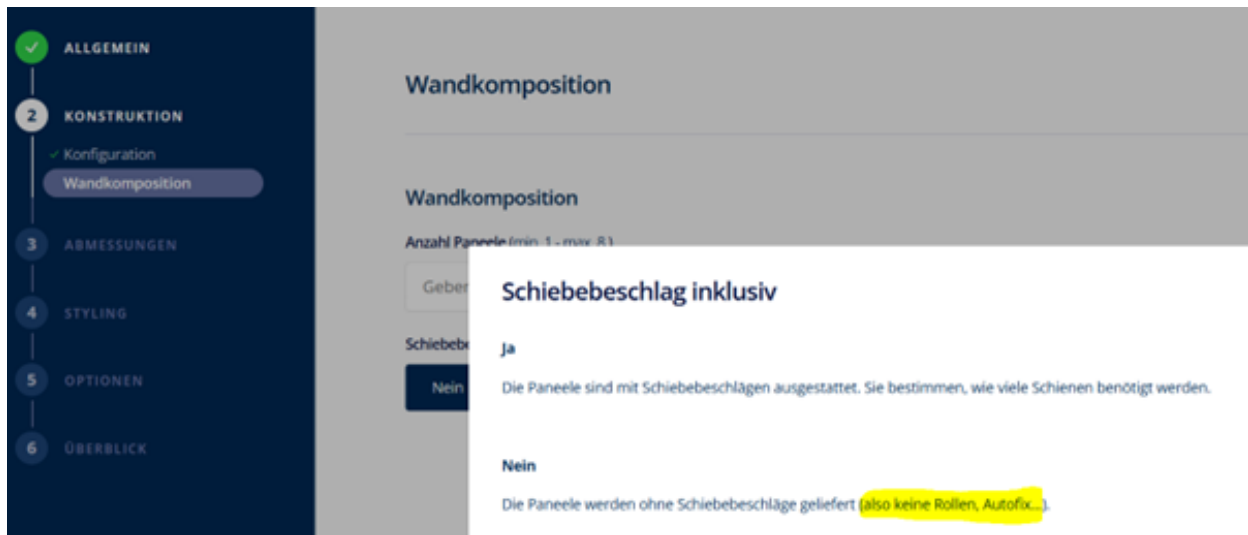 ALLGEMEIN
2 KONSTRUKTION
Konfiguration
Wandkomposition
3 ABMESSUNGEN
4 STYLING
5 OPTIONEN
6 ÜBERBLICK
Wandkomposition
Wandkomposition
Anzahl Paneele (min. 1 - max. 8 )
Geben
Schiebebe
Nein
Schiebebeschlag inklusiv
Ja
Die Paneele sind mit Schiebebeschlägen ausgestattet. Sie bestimmen, wie viele Schienen benötigt werden.
Nein
Die Paneele werden ohne Schiebebeschläge geliefert (also keine Rollen, Autofix...).